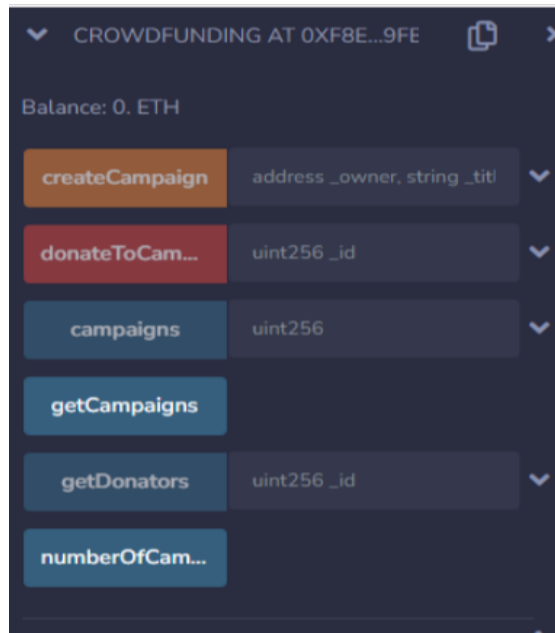 CROWDFUNDING AT 0XF8E...9FE
Balance: 0. ETH
createCampaign address _owner, string _titl
donateToCam... uint256 _id
campaigns uint256
getCampaigns
getDonators uint256 _id
numberOfCam...